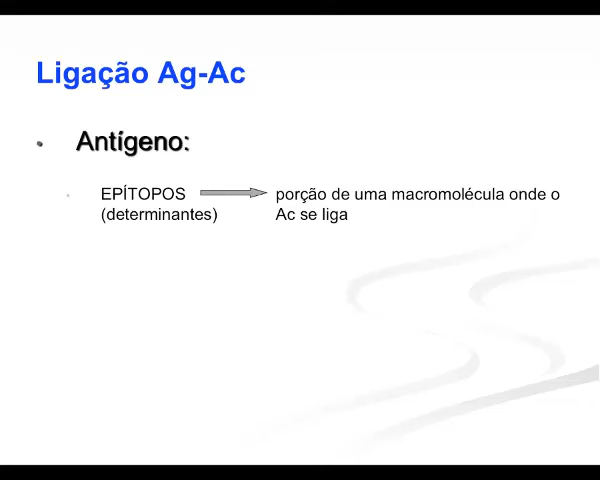 Ligação Ag-Ac
• Antígeno:
• EPÍTOPOS porção de uma macromolécula onde o
(determinantes) Ac se liga